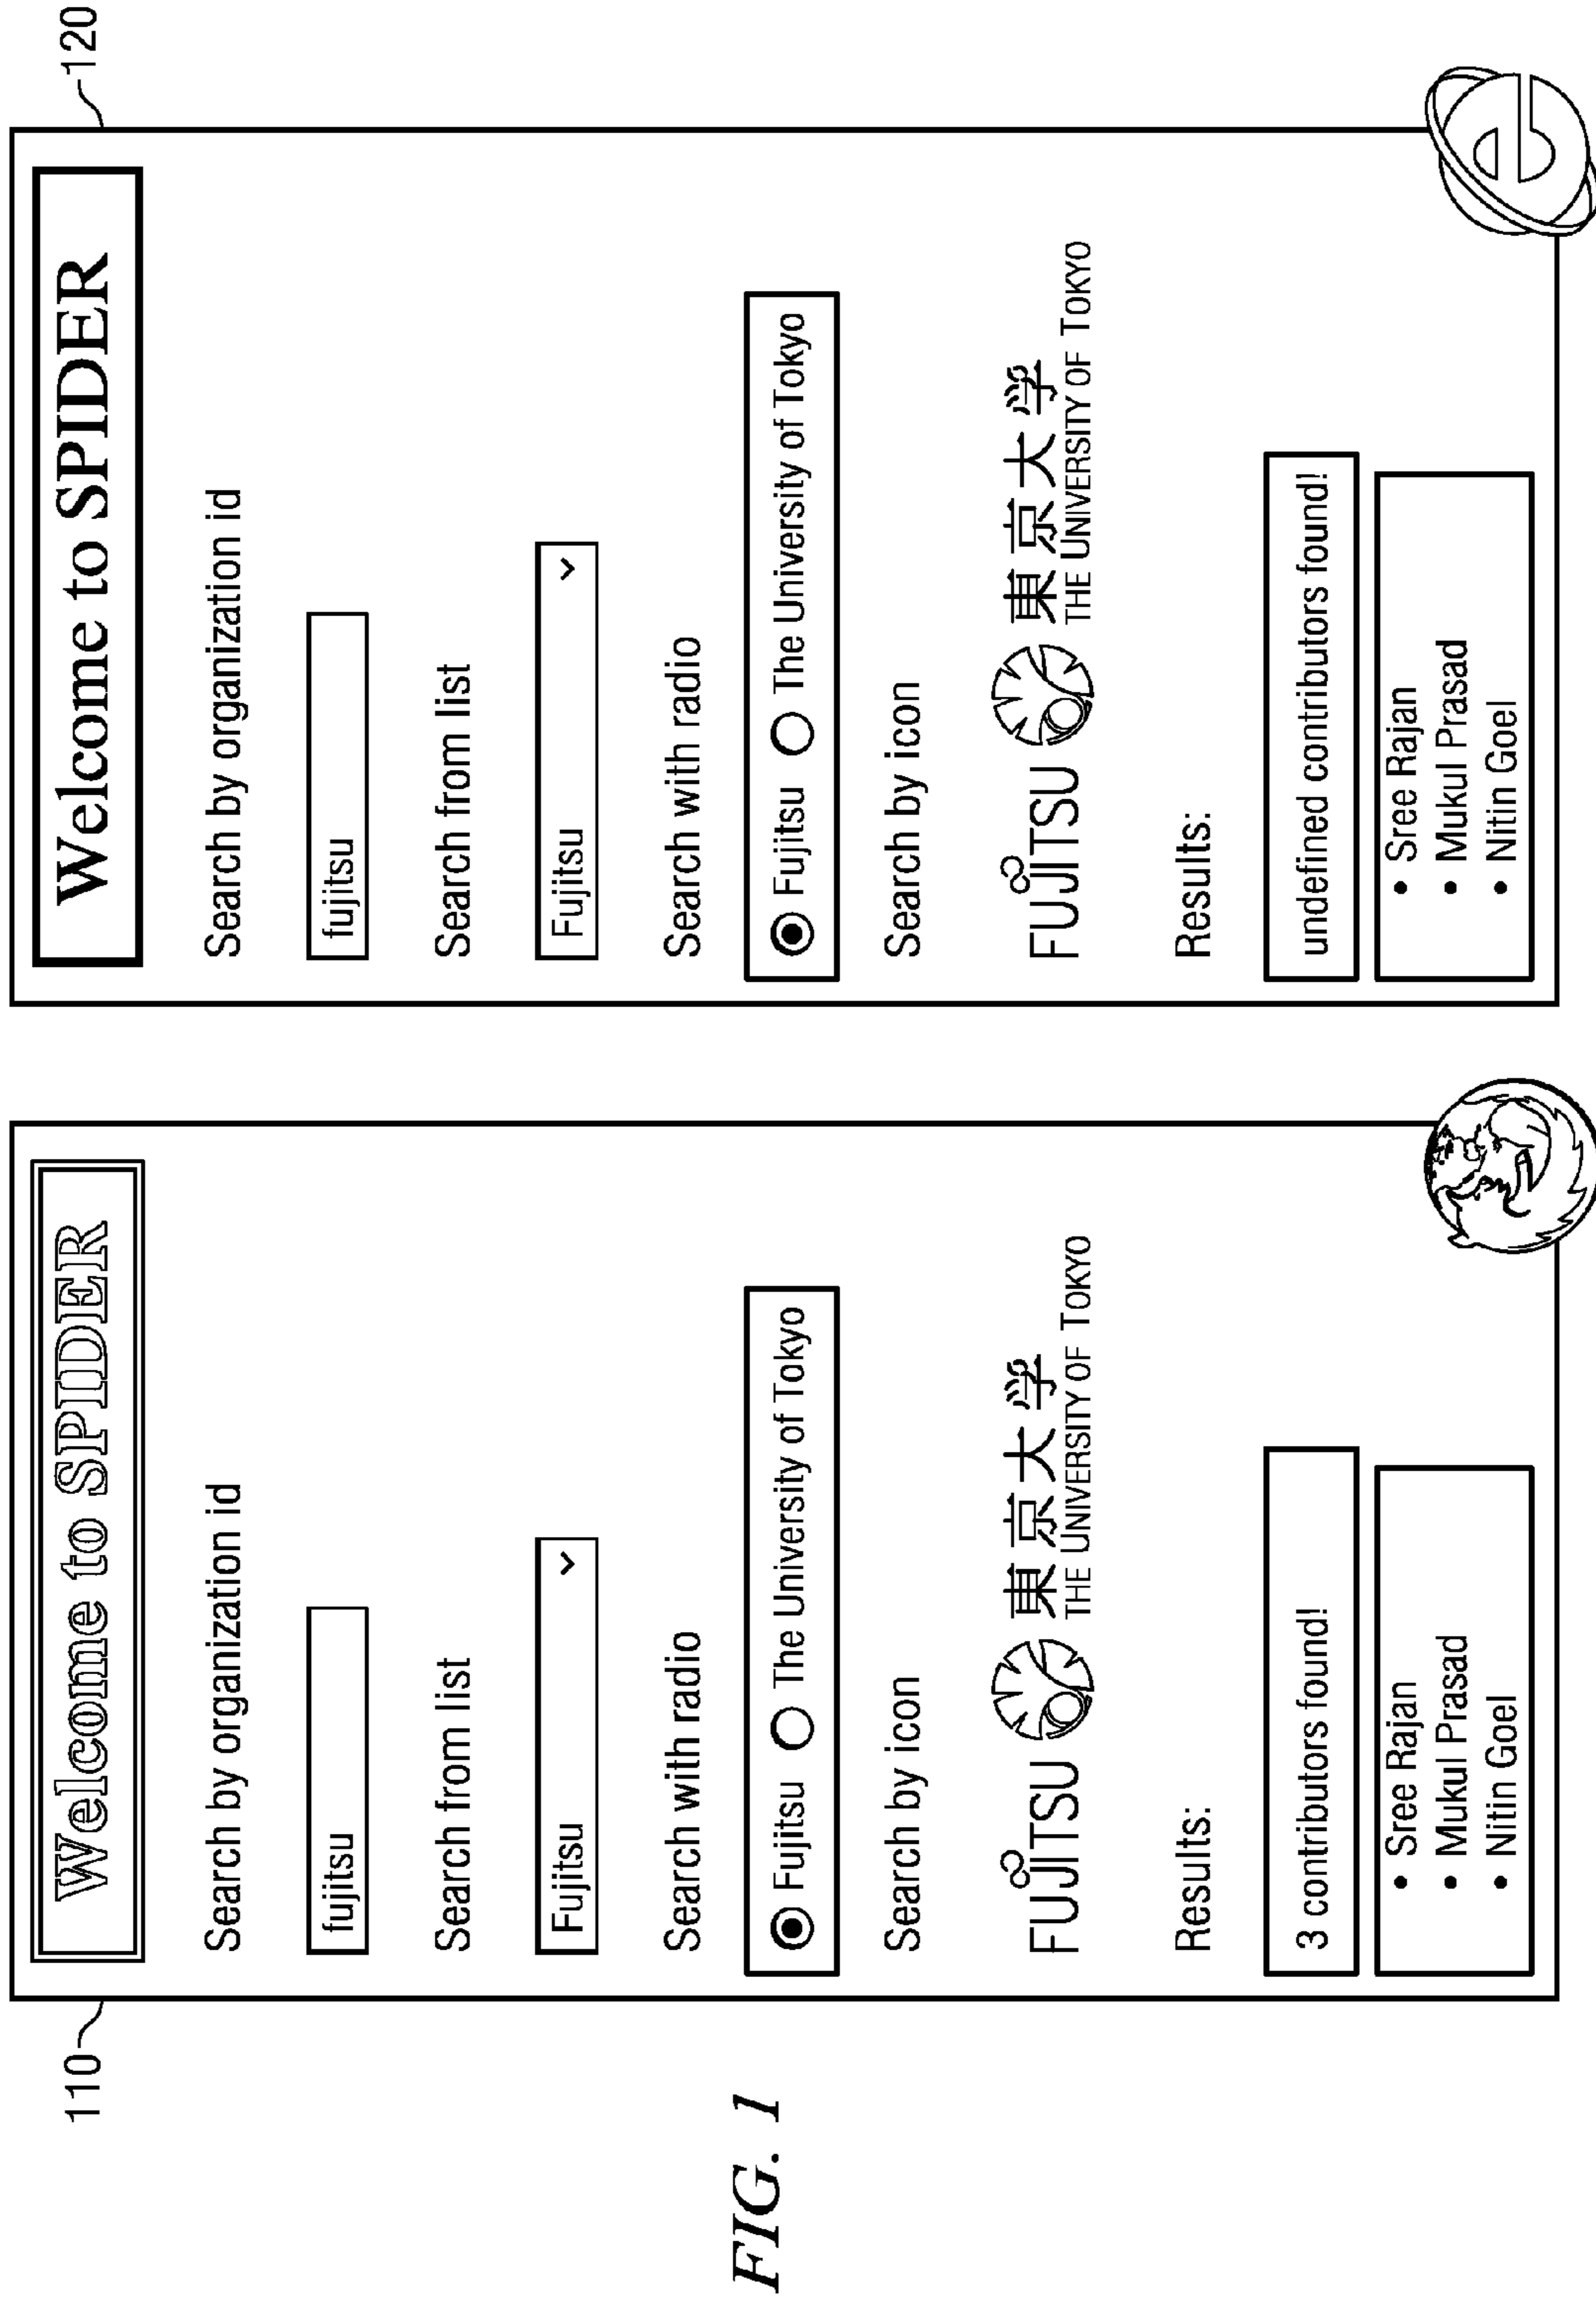 FIG. 1
110
Welcome to SPIDER
Search by organization id
fujitsu
Search from list
Fujitsu
Search with radio
Fujitsu The University of Tokyo
Search by icon
FUJITSU 東京大学
THE UNIVERSITY OF TOKYO
Results:
3 contributors found!
• Sree Rajan
• Mukul Prasad
• Nitin Goel
120
Welcome to SPIDER
Search by organization id
fujitsu
Search from list
Fujitsu
Search with radio
Fujitsu The University of Tokyo
Search by icon
FUJITSU 東京大学
THE UNIVERSITY OF TOKYO
Results:
undefined contributors found!
• Sree Rajan
• Mukul Prasad
• Nitin Goel
e